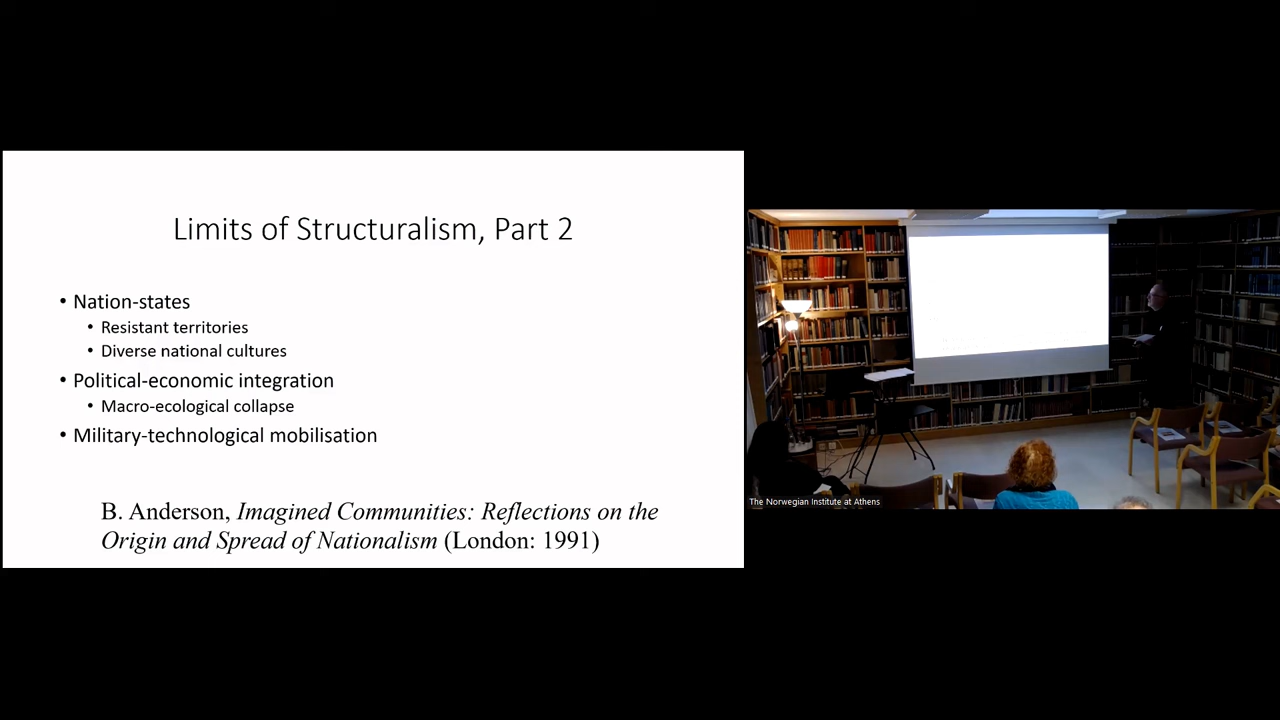 Limits of Structuralism, Part 2
• Nation-states
• Resistant territories
• Diverse national cultures
• Political-economic integration
• Macro-ecological collapse
• Military-technological mobilisation
B. Anderson, Imagined Communities: Reflections on the
Origin and Spread of Nationalism (London: 1991)
The Norwegian Institute at Athens